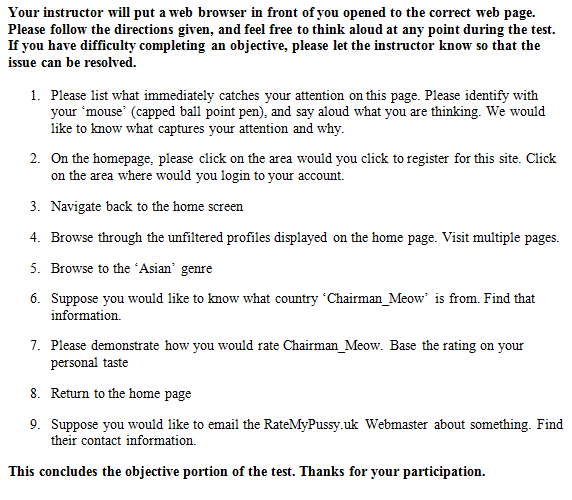 Your instructor will put a web browser in front of you opened to the correct web page.
Please follow the directions given, and feel free to think aloud at any point during the test.
If you have difficulty completing an objective, please let the instructor know so that the
issue can be resolved.
1. Please list what immediately catches your attention on this page. Please identify with
your ‘mouse’ (capped ball point pen), and say aloud what you are thinking. We would
like to know what captures your attention and why.
2. On the homepage, please click on the area would you click to register for this site. Click
on the area where would you login to your account.
3. Navigate back to the home screen
4. Browse through the unfiltered profiles displayed on the home page. Visit multiple pages.
5. Browse to the ‘Asian’ genre
6. Suppose you would like to know what country ‘Chairman_Meow’ is from. Find that
information.
7. Please demonstrate how you would rate Chairman_Meow. Base the rating on your
personal taste
8. Return to the home page
9. Suppose you would like to email the RateMyPussy.uk Webmaster about something. Find
their contact information.
This concludes the objective portion of the test. Thanks for your participation.